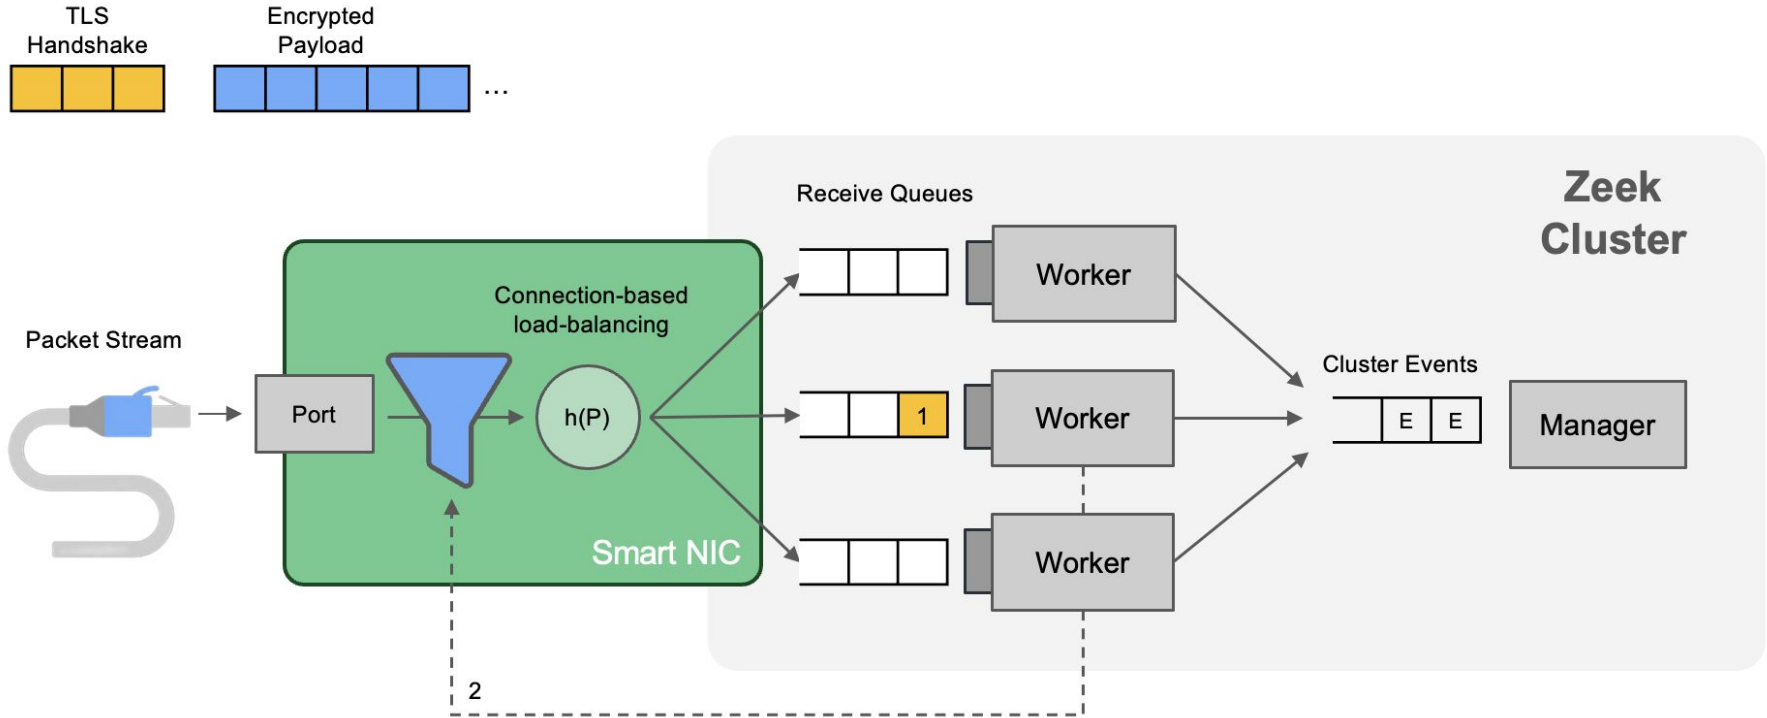 TLS
Handshake
Encrypted
Payload
...
Zeek
Cluster
Receive Queues
Worker
Connection-based
load-balancing
Packet Stream
Port
h(P)
1
Worker
Cluster Events
E E
Manager
Smart NIC
Worker
2